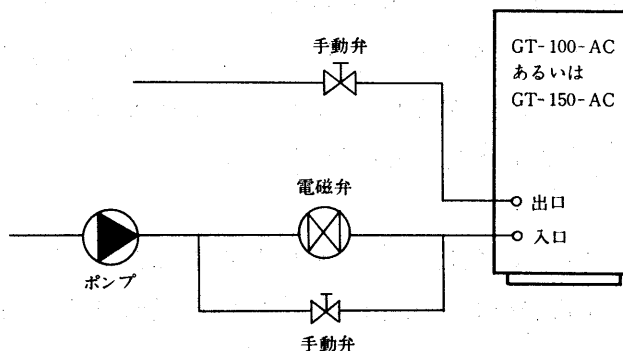 手動弁
GT-100-AC
あるいは
GT-150-AC
電磁弁
出口
入口
ポンプ
手動弁